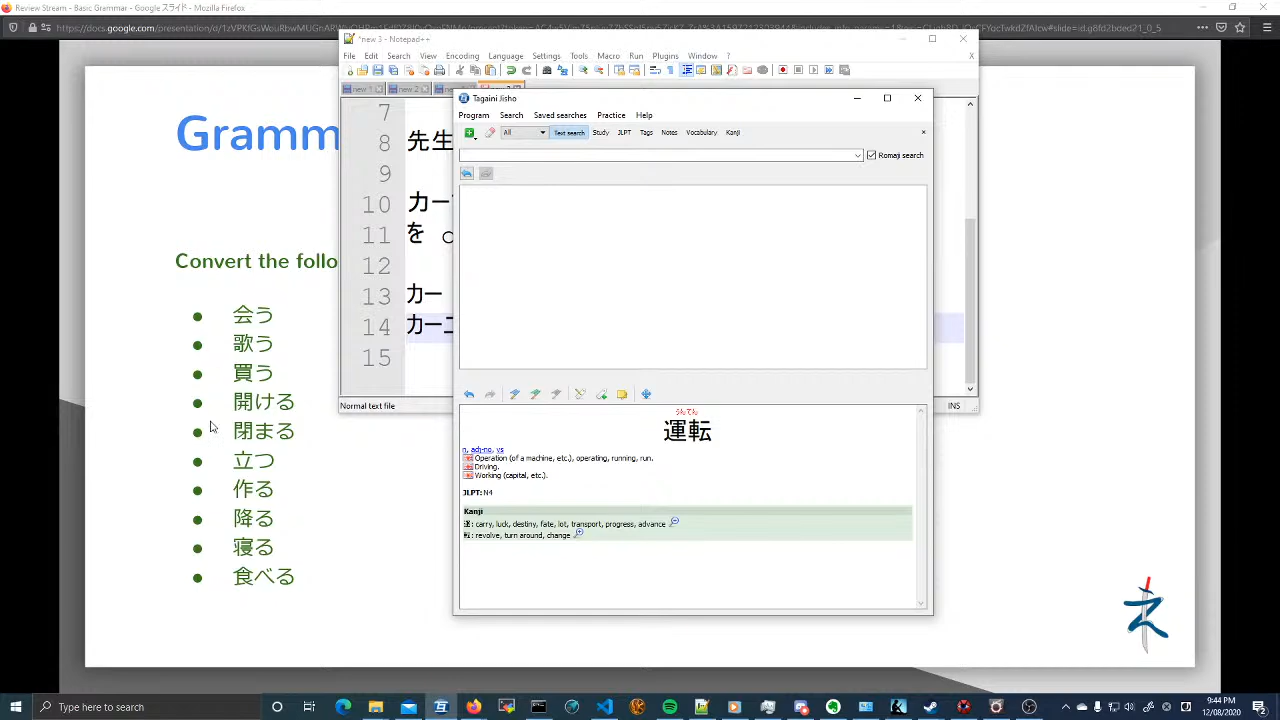 Review Stream - Basic Grammar - Google スライド - Mozilla Firefox
*new 3 - Notepad++
File Edit Search View Encoding Language Settings Tools Macro Run Plugins Window ?
X
new 1
new 2
Tagaini Jisho
Program Search Saved searches Practice Help
All
Text search Study JLPT Tags Notes Vocabulary Kanji
Romaji search
7
8 先生
9
10 カー
11 を
12
13 カー
14 カー
15
Normal text file
INS
うんてん
運転
n, adj-no, vs
Operation (of a machine, etc.), operating, running, run.
Driving.
Working (capital, etc.).
JLPT: N4
Kanji
運: carry, luck, destiny, fate, lot, transport, progress, advance
転: revolve, turn around, change
Gramm
Convert the follo
● 会う
● 歌う
● 買う
● 開ける
● 閉まる
● 立つ
● 作る
● 降る
● 寝る
● 食べる
Type here to search
9:44 PM
12/08/2020